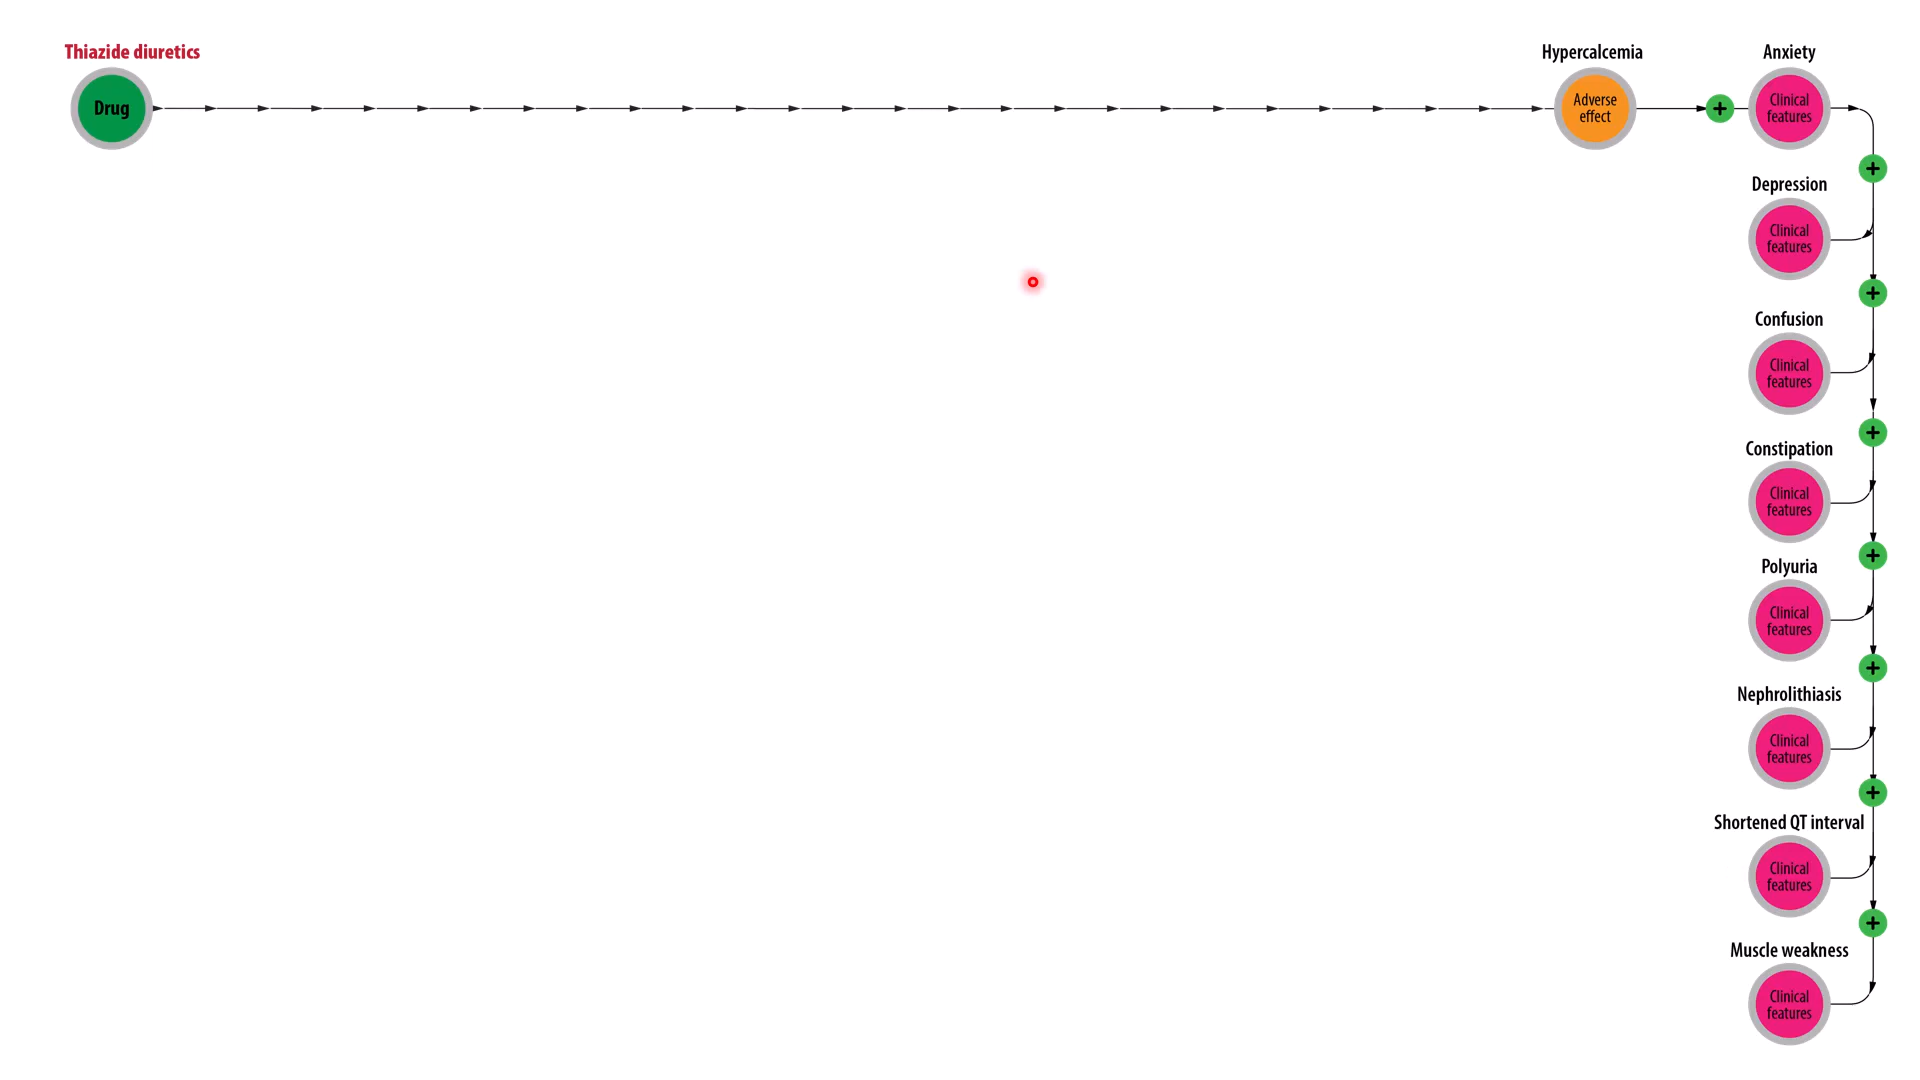 Thiazide diuretics
Drug
Hypercalcemia
Adverse
effect
+
Anxiety
Clinical
features
+
Depression
Clinical
features
+
Confusion
Clinical
features
+
Constipation
Clinical
features
+
Polyuria
Clinical
features
+
Nephrolithiasis
Clinical
features
+
Shortened QT interval
Clinical
features
+
Muscle weakness
Clinical
features